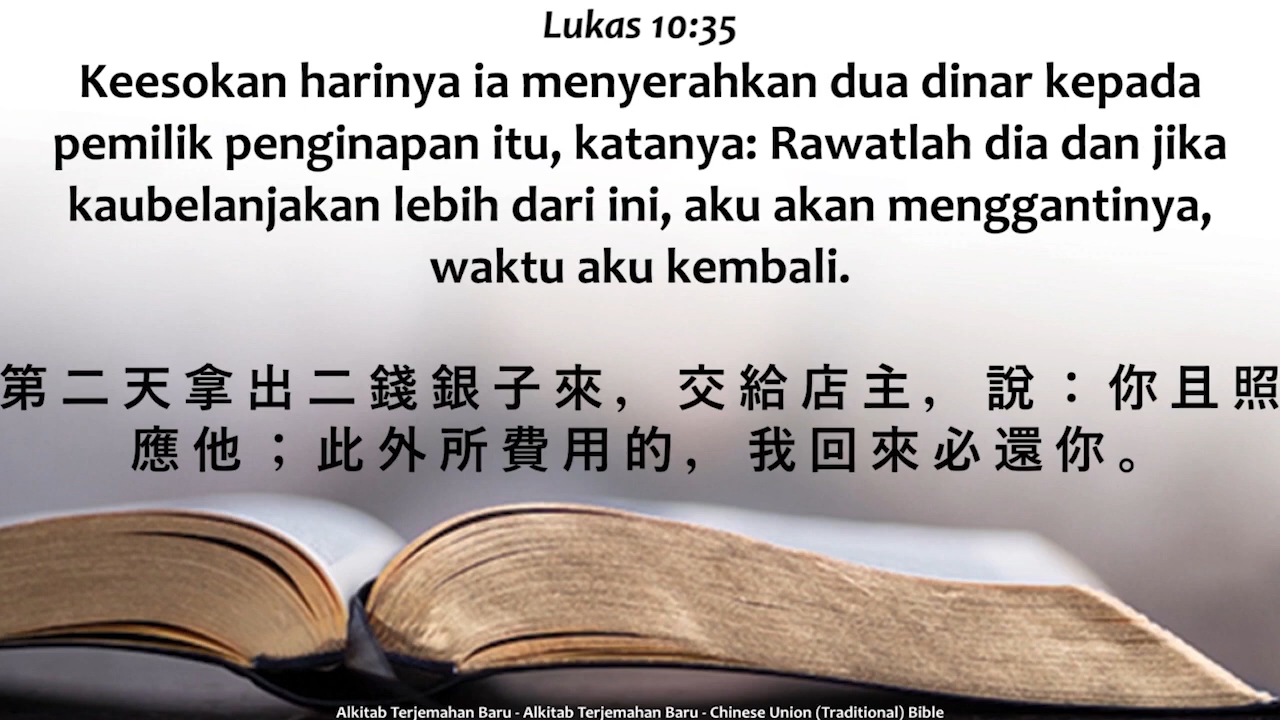 Lukas 10:35
Keesokan harinya ia menyerahkan dua dinar kepada
pemilik penginapan itu, katanya: Rawatlah dia dan jika
kaubelanjakan lebih dari ini, aku akan menggantinya,
waktu aku kembali.
第二天拿出二錢銀子來，交給店主，說：你且照
應他；此外所費用的，我回來必還你。
Alkitab Terjemahan Baru - Alkitab Terjemahan Baru - Chinese Union (Traditional) Bible